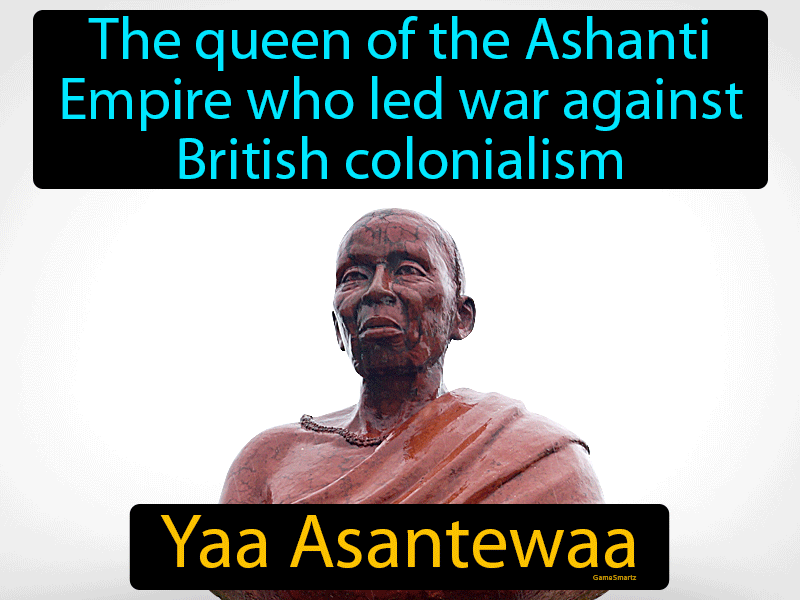 The queen of the Ashanti
Empire who led war against
British colonialism
Yaa Asantewaa
GameSmartz